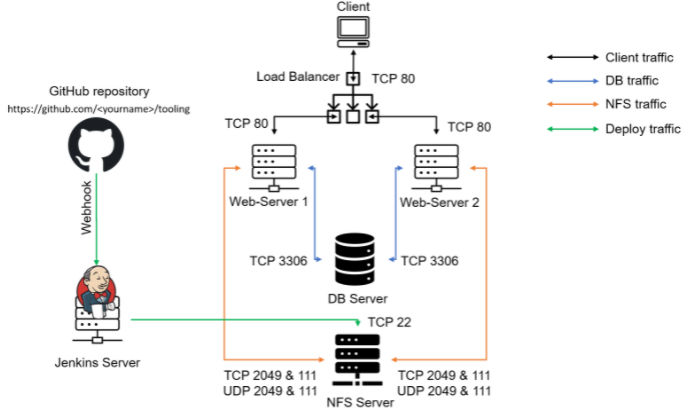 Client
Load Balancer
TCP 80
Client traffic
DB traffic
NFS traffic
Deploy traffic
GitHub repository
https://github.com/<yourname>/tooling
TCP 80
TCP 80
Web-Server 1
Web-Server 2
Webhook
TCP 3306
TCP 3306
DB Server
Jenkins Server
TCP 22
TCP 2049 & 111
UDP 2049 & 111
TCP 2049 & 111
UDP 2049 & 111
NFS Server